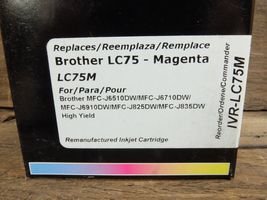 Replaces/Reemplaza/Remplace
Brother LC75 - Magenta
LC75M
For/Para/Pour
Brother MFC-J6510DW/MFC-J6710DW/
MFC-J6910DW/MFC-J825DW/MFC-J835DW
High Yield
Remanufactured Inkjet Cartridge
Reorder/Ordene/Commander
IVR-LC75M